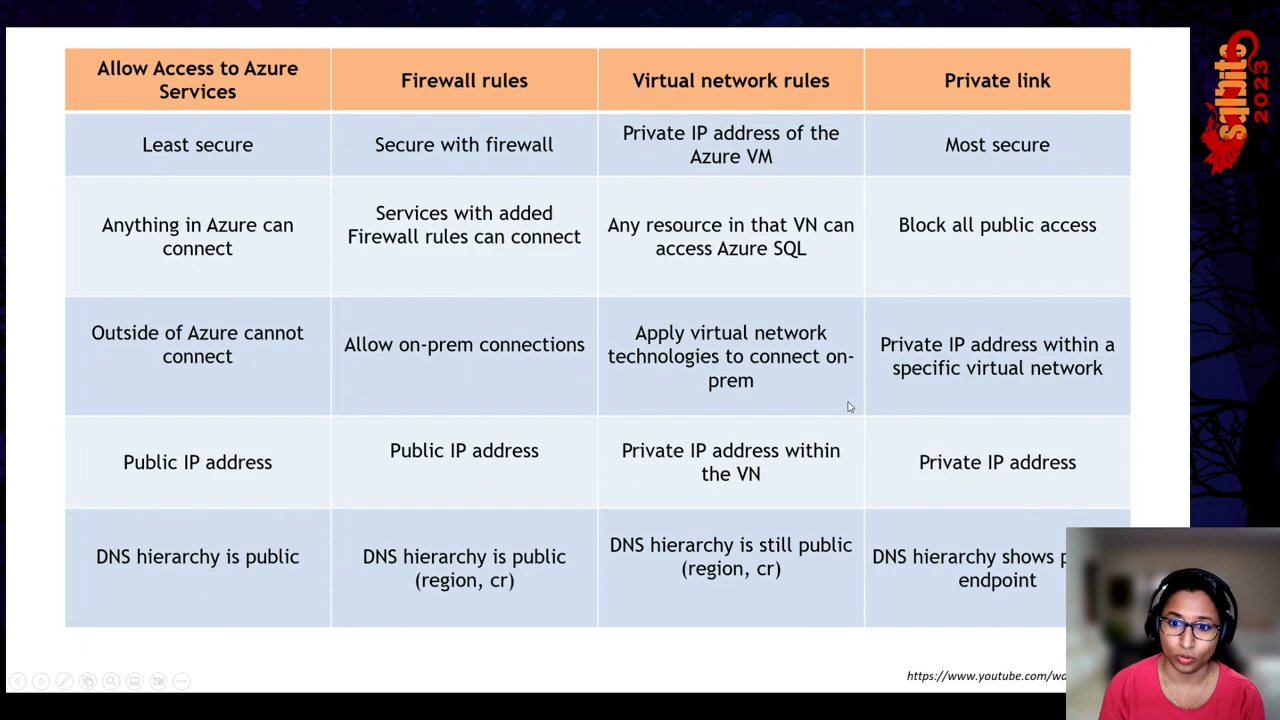 Allow Access to Azure
Services
Firewall rules
Virtual network rules
Private link
Least secure
Secure with firewall
Private IP address of the
Azure VM
Most secure
Anything in Azure can
connect
Services with added
Firewall rules can connect
Any resource in that VN can
access Azure SQL
Block all public access
Outside of Azure cannot
connect
Allow on-prem connections
Apply virtual network
technologies to connect on-
prem
Private IP address within a
specific virtual network
Public IP address
Public IP address
Private IP address within
the VN
Private IP address
DNS hierarchy is public
DNS hierarchy is public
(region, cr)
DNS hierarchy is still public
(region, cr)
DNS hierarchy shows
endpoint
https://www.youtube.com/
sqlbits
2023